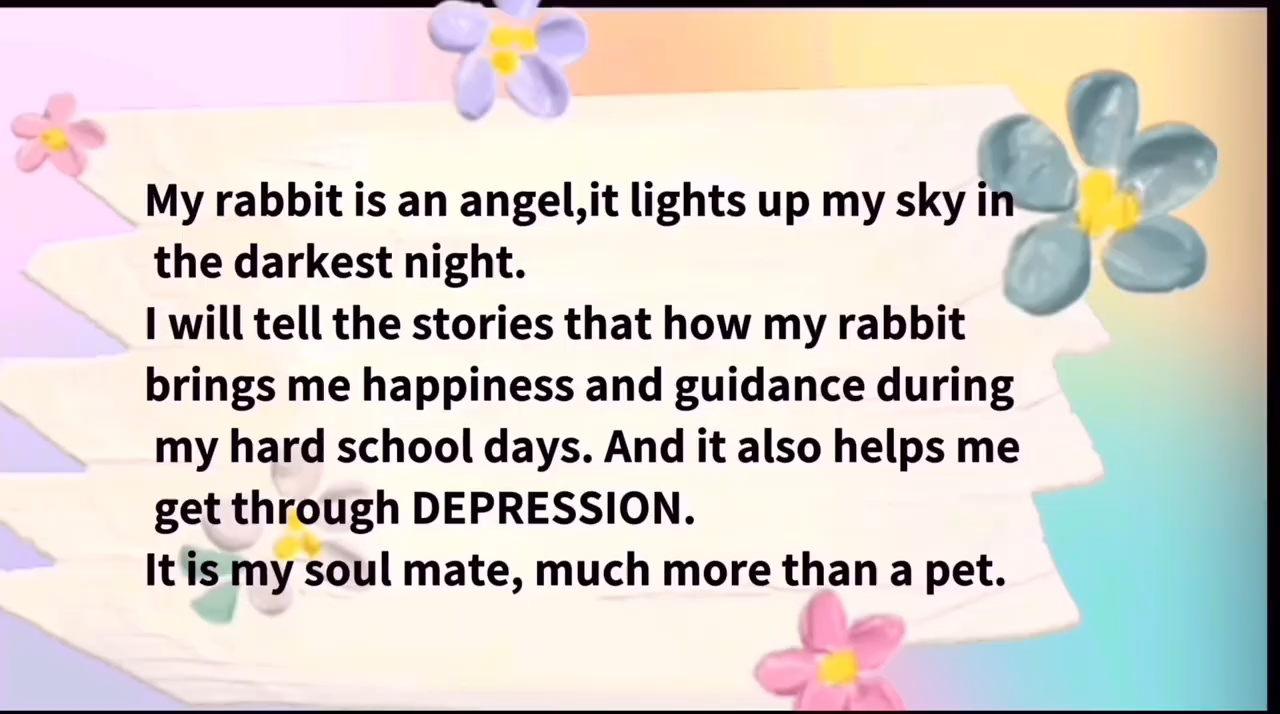 My rabbit is an angel,it lights up my sky in
the darkest night.
I will tell the stories that how my rabbit
brings me happiness and guidance during
my hard school days. And it also helps me
get through DEPRESSION.
It is my soul mate, much more than a pet.